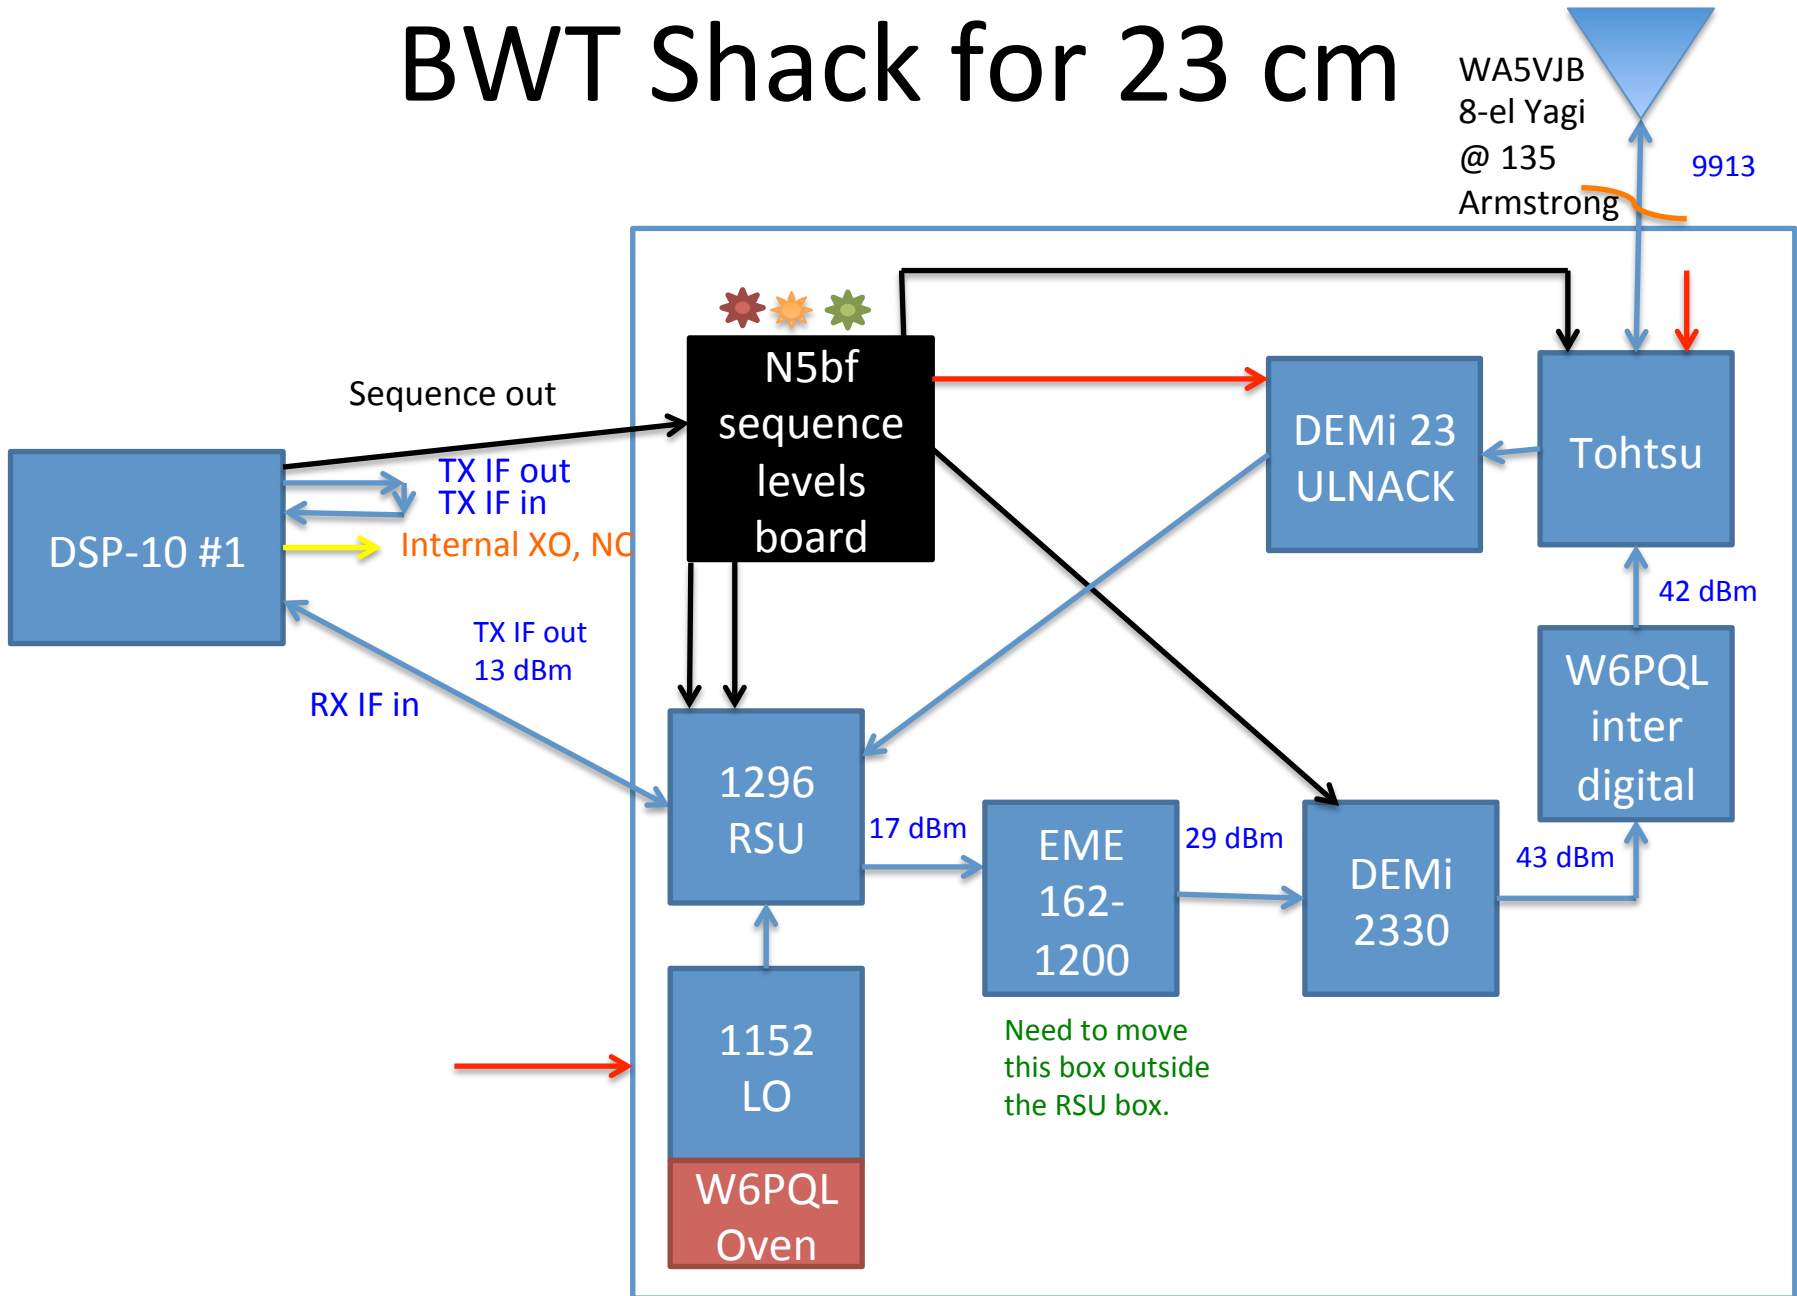 BWT Shack for 23 cm
WA5VJB
8-el Yagi
@ 135
Armstrong
9913
N5bf
sequence
levels
board
Sequence out
DEMi 23
ULNACK
Tohtsu
DSP-10 #1
TX IF out
TX IF in
Internal XO, NC
42 dBm
TX IF out
13 dBm
RX IF in
W6PQL
inter
digital
1296
RSU
17 dBm
EME
162-
1200
29 dBm
DEMi
2330
43 dBm
Need to move
this box outside
the RSU box.
1152
LO
W6PQL
Oven